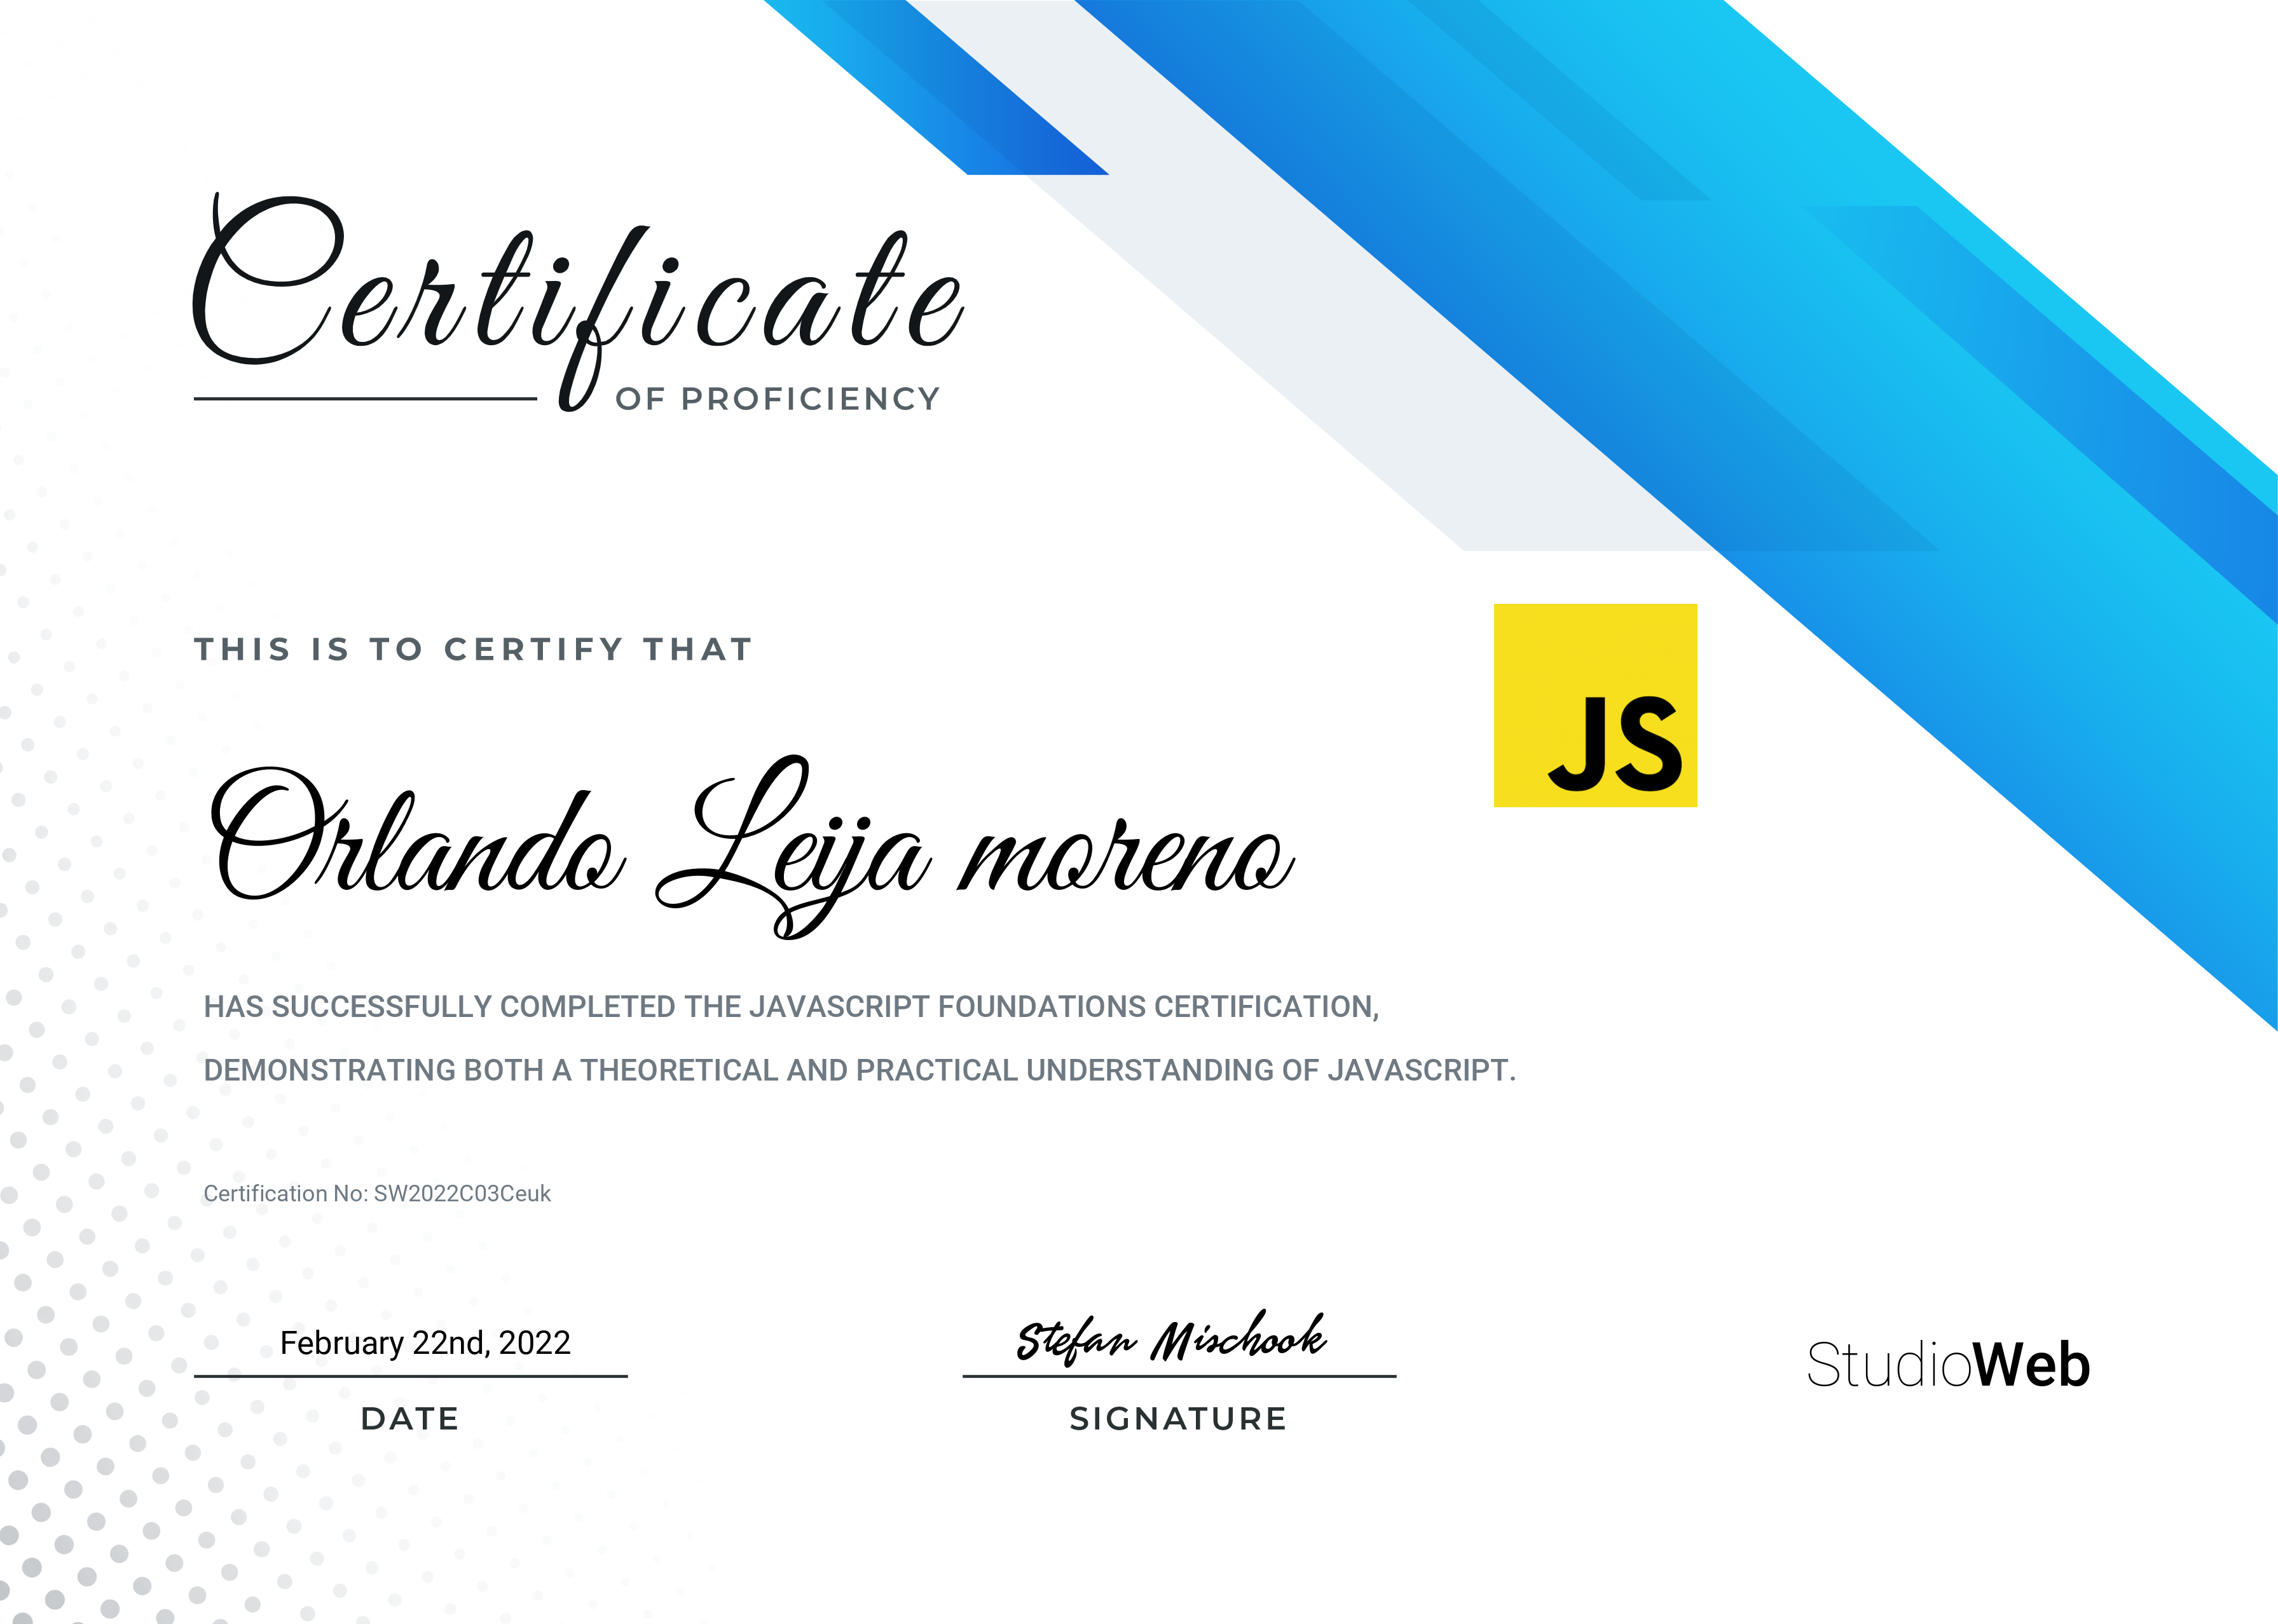 Certificate
OF PROFICIENCY
THIS IS TO CERTIFY THAT
JS
Orlando Leija moreno
HAS SUCCESSFULLY COMPLETED THE JAVASCRIPT FOUNDATIONS CERTIFICATION,
DEMONSTRATING BOTH A THEORETICAL AND PRACTICAL UNDERSTANDING OF JAVASCRIPT.
Certification No: SW2022C03Ceuk
February 22nd, 2022
DATE
Stefan Mischook
SIGNATURE
StudioWeb